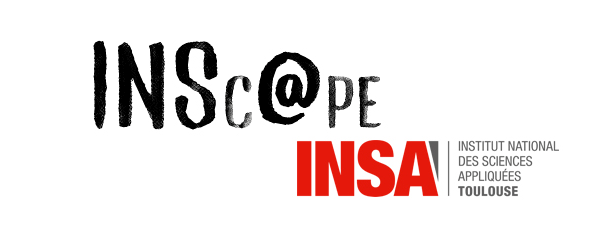 INSc@PE
INSA
INSTITUT NATIONAL
DES SCIENCES
APPLIQUÉES
TOULOUSE